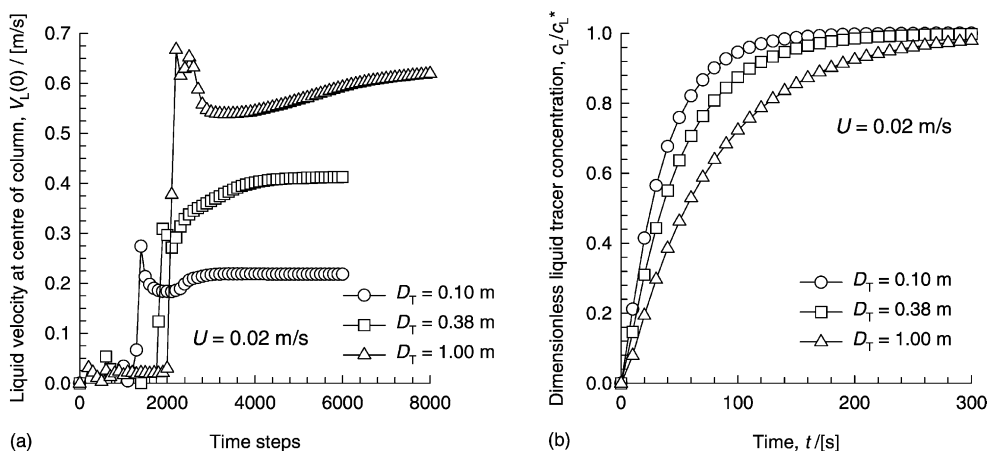 Liquid velocity at centre of column, V_L(0) / [m/s]
0.7
0.6
0.5
0.4
0.3
0.2
0.1
0.0
0
2000
4000
6000
8000
D_T = 0.10 m
D_T = 0.38 m
D_T = 1.00 m
U = 0.02 m/s
(a)
Time steps
Dimensionless liquid tracer concentration, c_L/c_L*
1.0
0.8
0.6
0.4
0.2
0.0
0
100
200
300
U = 0.02 m/s
D_T = 0.10 m
D_T = 0.38 m
D_T = 1.00 m
(b)
Time, t /[s]